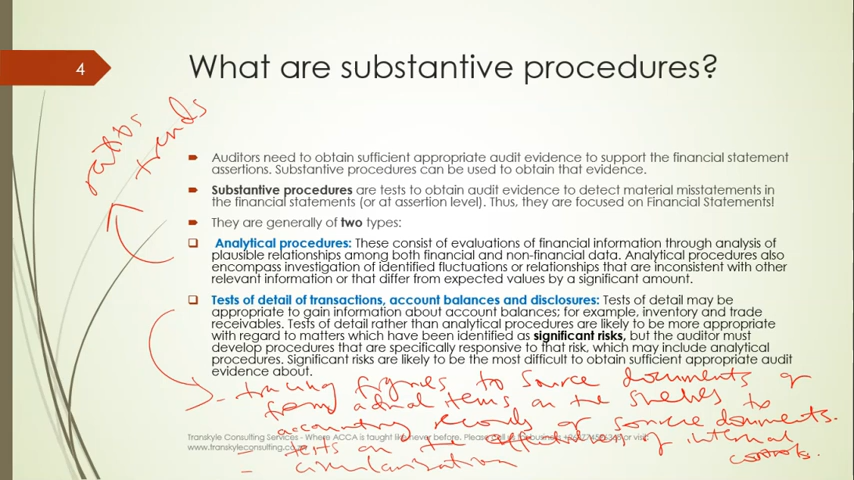 4
What are substantive procedures?
ratios
trends
Auditors need to obtain sufficient appropriate audit evidence to support the financial statement
assertions. Substantive procedures can be used to obtain that evidence.
Substantive procedures are tests to obtain audit evidence to detect material misstatements in
the financial statements (or at assertion level). Thus, they are focused on Financial Statements!
They are generally of two types:
Analytical procedures: These consist of evaluations of financial information through analysis of
plausible relationships among both financial and non-financial data. Analytical procedures also
encompass investigation of identified fluctuations or relationships that are inconsistent with other
relevant information or that differ from expected values by a significant amount.
Tests of detail of transactions, account balances and disclosures: Tests of detail may be
appropriate to gain information about account balances; for example, inventory and trade
receivables. Tests of detail rather than analytical procedures are likely to be more appropriate
with regard to matters which have been identified as significant risks, but the auditor must
develop procedures that are specifically responsive to that risk, which may include analytical
procedures. Significant risks are likely to be the most difficult to obtain sufficient appropriate audit
evidence about.
- tracing figures to source documents or
from actual items on the shelves to
accounting records or source documents.
- tests on the effectiveness of internal
controls.
- circularisation
Transkyle Consulting Services - Where ACCA is taught like never before. Please
www.transkyleconsulting.co